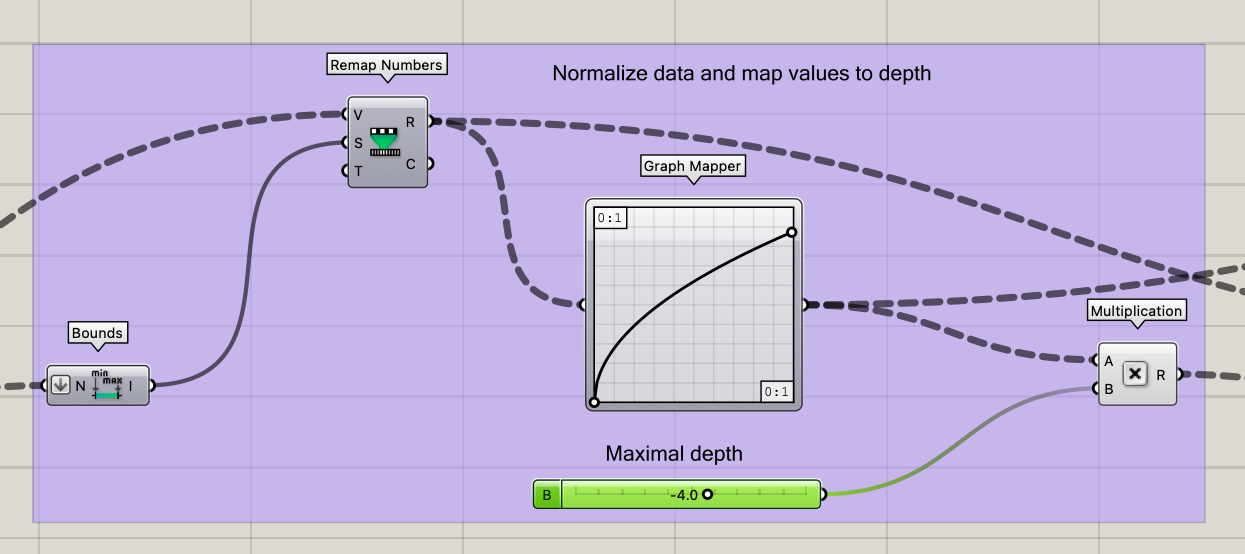 Remap Numbers
Normalize data and map values to depth
V
S
T
R
C
Graph Mapper
0:1
0:1
Bounds
N
min
max
I
Multiplication
A
B
R
Maximal depth
B
-4.0